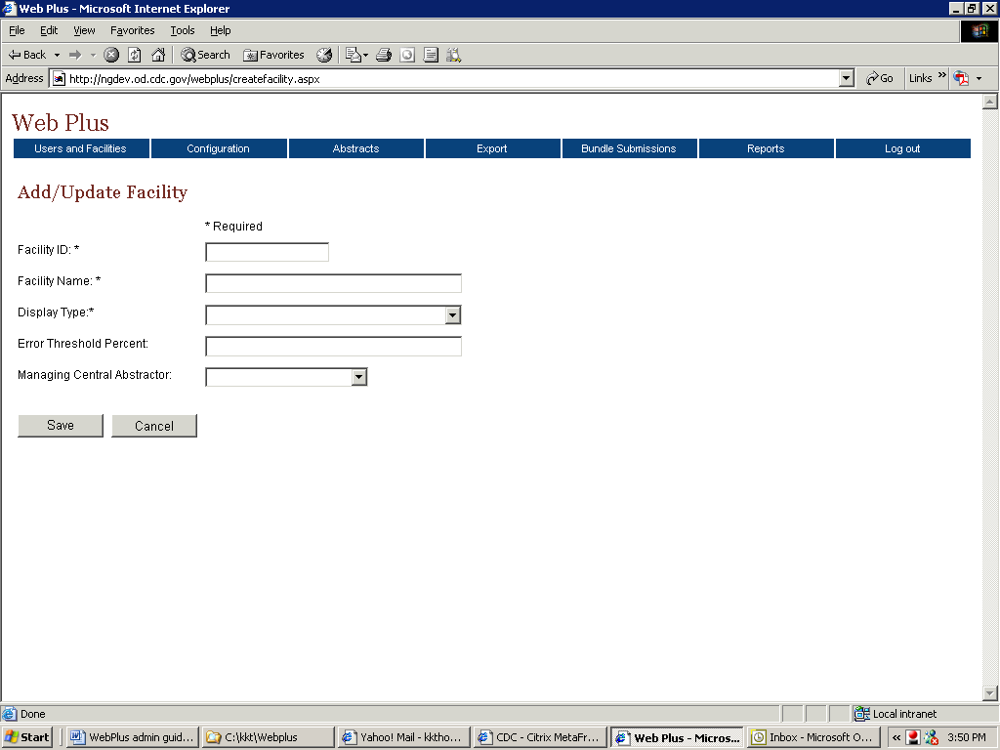 Web Plus - Microsoft Internet Explorer
File Edit View Favorites Tools Help
Back Search Favorites
Address http://ngdev.od.cdc.gov/webplus/createfacility.aspx Go Links »
Web Plus
Users and Facilities Configuration Abstracts Export Bundle Submissions Reports Log out
Add/Update Facility
* Required
Facility ID: *
Facility Name: *
Display Type:*
Error Threshold Percent:
Managing Central Abstractor:
Save Cancel
Done Local intranet
Start WebPlus admin guid... C:\kkt\Webplus Yahoo! Mail - kktho... CDC - Citrix MetaFr... Web Plus - Micros... Inbox - Microsoft O... « 3:50 PM